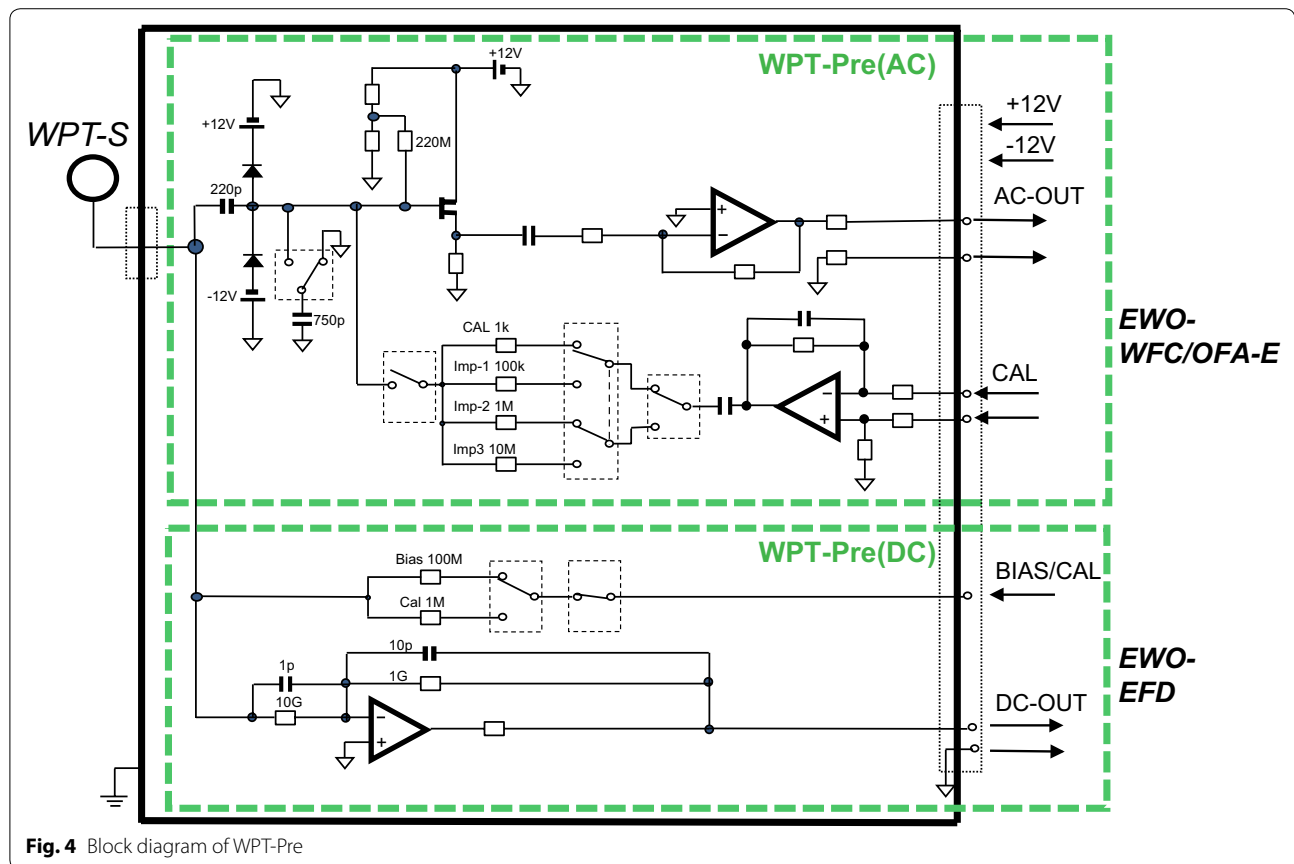 WPT-Pre(AC)
+12V
+12V
WPT-S
220M
220p
-12V
750p
+12V
-12V
AC-OUT
EWO-
WFC/OFA-E
CAL
+
−
CAL 1k
Imp-1 100k
Imp-2 1M
Imp3 10M
−
+
WPT-Pre(DC)
Bias 100M
Cal 1M
BIAS/CAL
10p
1p
1G
10G
−
+
EWO-
EFD
DC-OUT
Fig. 4 Block diagram of WPT-Pre